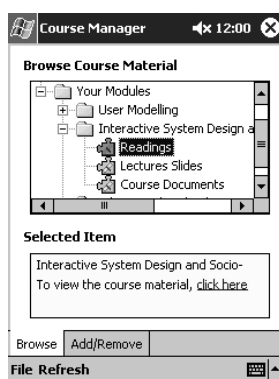 Course Manager 12:00
Browse Course Material
Your Modules
User Modelling
Interactive System Design a
Readings
Lectures Slides
Course Documents
Selected Item
Interactive System Design and Socio-
To view the course material, click here
Browse Add/Remove
File Refresh